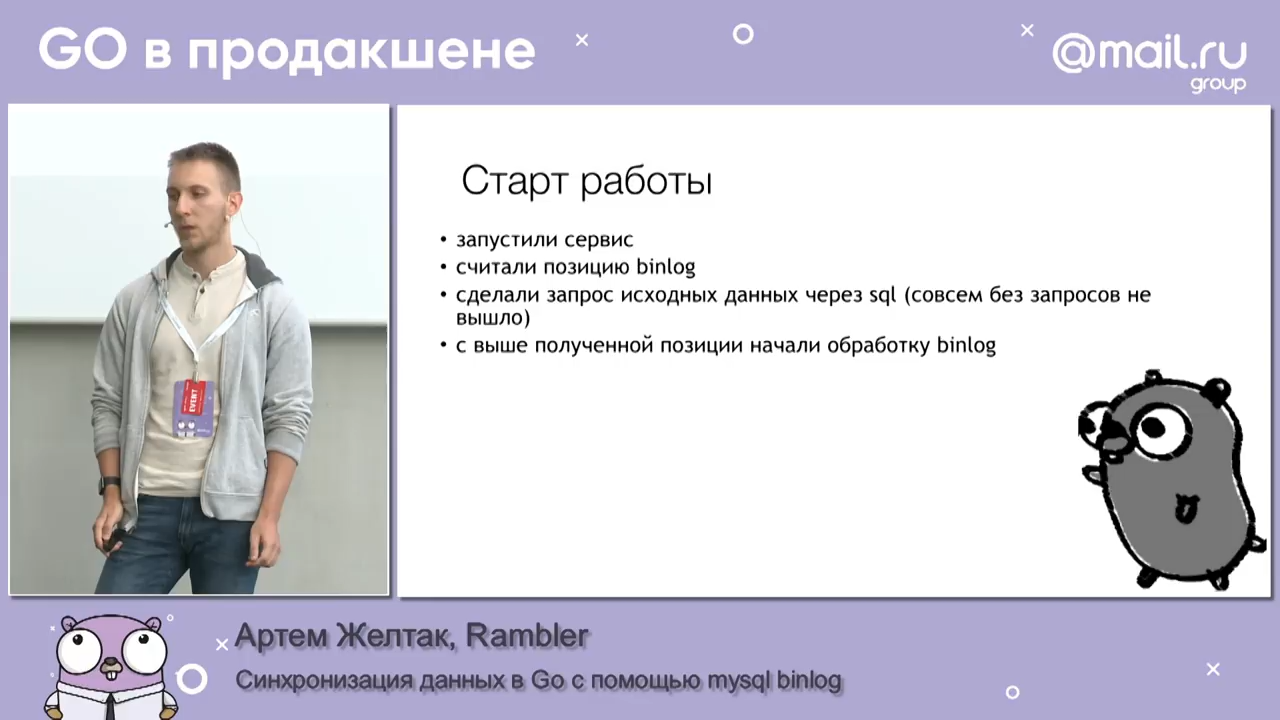 GO в продакшене
@mail.ru
group
Старт работы
• запустили сервис
• считали позицию binlog
• сделали запрос исходных данных через sql (совсем без запросов не
вышло)
• с выше полученной позиции начали обработку binlog
EVENT
Артем Желтак, Rambler
Синхронизация данных в Go с помощью mysql binlog